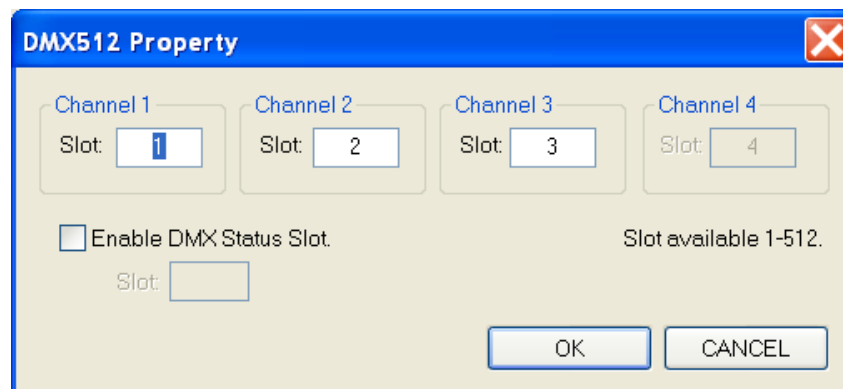 DMX512 Property
Channel 1 Channel 2 Channel 3 Channel 4
Slot: 1 Slot: 2 Slot: 3 Slot: 4
Enable DMX Status Slot. Slot available 1-512.
Slot:
OK CANCEL